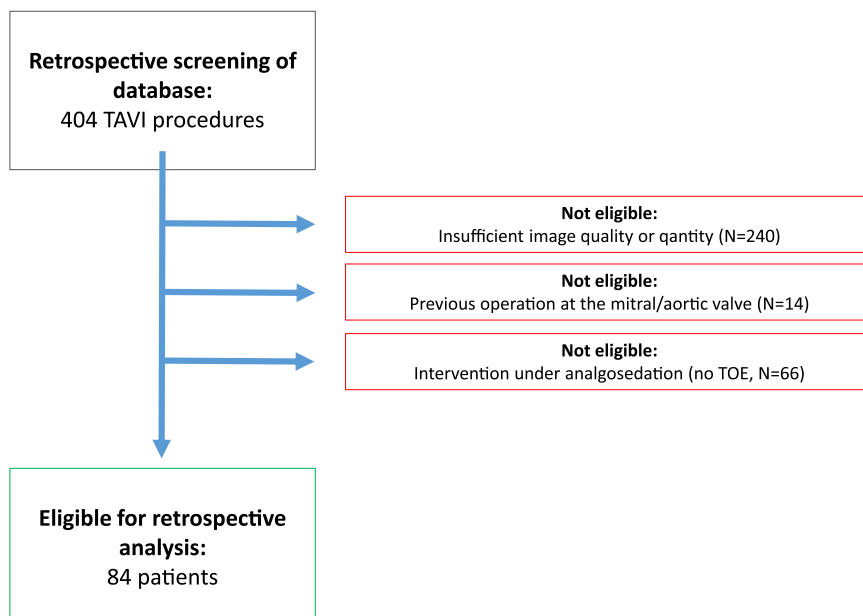 Retrospective screening of
database:
404 TAVI procedures
Not eligible:
Insufficient image quality or qantity (N=240)
Not eligible:
Previous operation at the mitral/aortic valve (N=14)
Not eligible:
Intervention under analgosedation (no TOE, N=66)
Eligible for retrospective
analysis:
84 patients